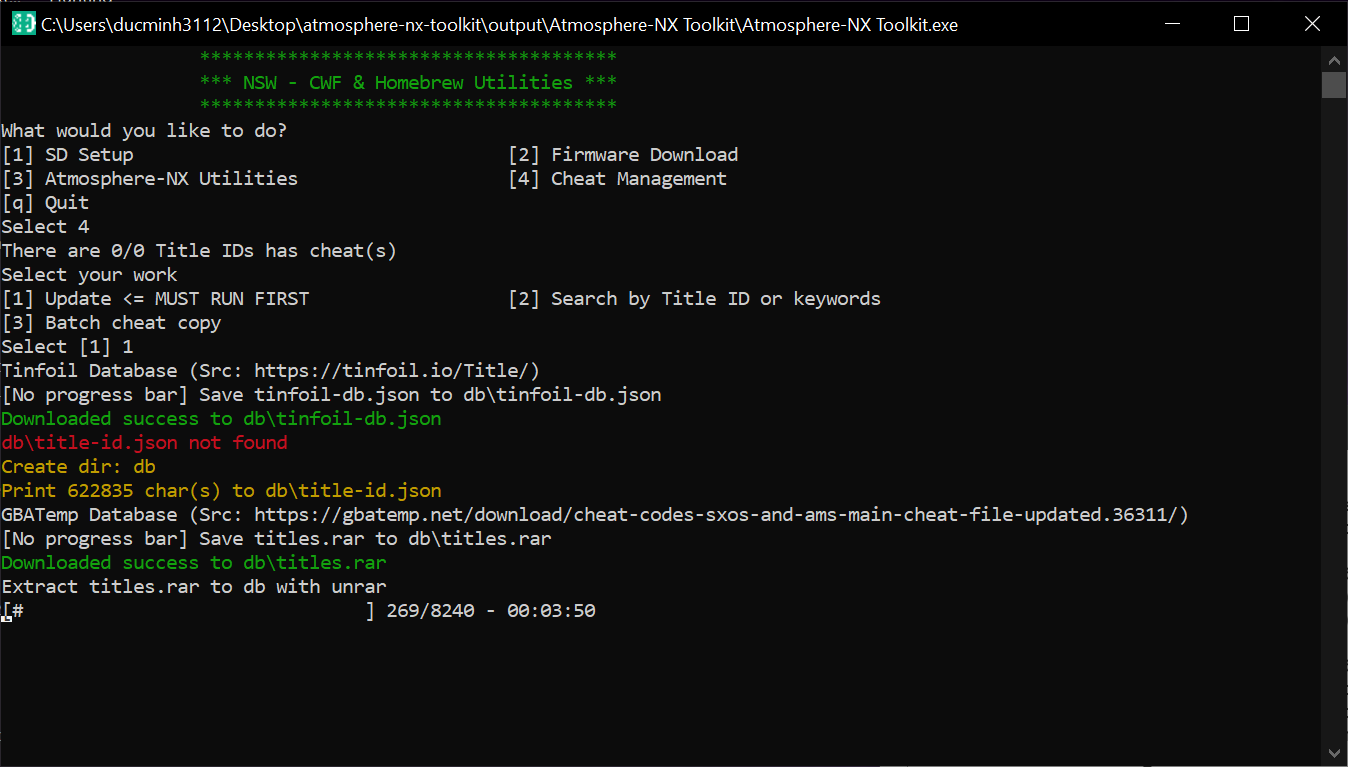 C:\Users\ducminh3112\Desktop\atmosphere-nx-toolkit\output\Atmosphere-NX Toolkit\Atmosphere-NX Toolkit.exe
**************************************
*** NSW - CWF & Homebrew Utilities ***
**************************************
What would you like to do?
[1] SD Setup [2] Firmware Download
[3] Atmosphere-NX Utilities [4] Cheat Management
[q] Quit
Select 4
There are 0/0 Title IDs has cheat(s)
Select your work
[1] Update <= MUST RUN FIRST [2] Search by Title ID or keywords
[3] Batch cheat copy
Select [1] 1
Tinfoil Database (Src: https://tinfoil.io/Title/)
[No progress bar] Save tinfoil-db.json to db\tinfoil-db.json
Downloaded success to db\tinfoil-db.json
db\title-id.json not found
Create dir: db
Print 622835 char(s) to db\title-id.json
GBATemp Database (Src: https://gbatemp.net/download/cheat-codes-sxos-and-ams-main-cheat-file-updated.36311/)
[No progress bar] Save titles.rar to db\titles.rar
Downloaded success to db\titles.rar
Extract titles.rar to db with unrar
[# ] 269/8240 - 00:03:50